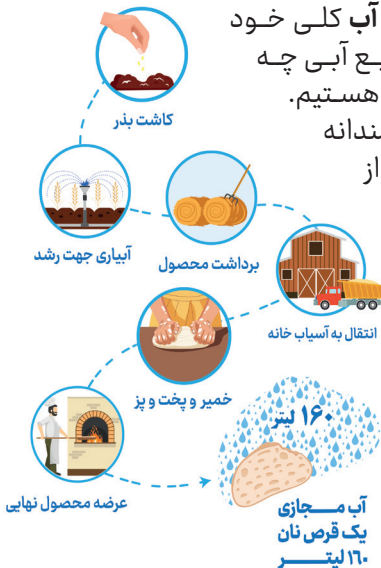 آب کلی خود
ع آبی چه
هستیم.
ندانه
از
کاشت بذر
آبیاری جهت رشد
برداشت محصول
انتقال به آسیاب خانه
خمیر و پخت و پز
عرضه محصول نهایی
۱۶۰ لیتر
آب مجازی
یک قرص نان
۱۶۰ لیتر